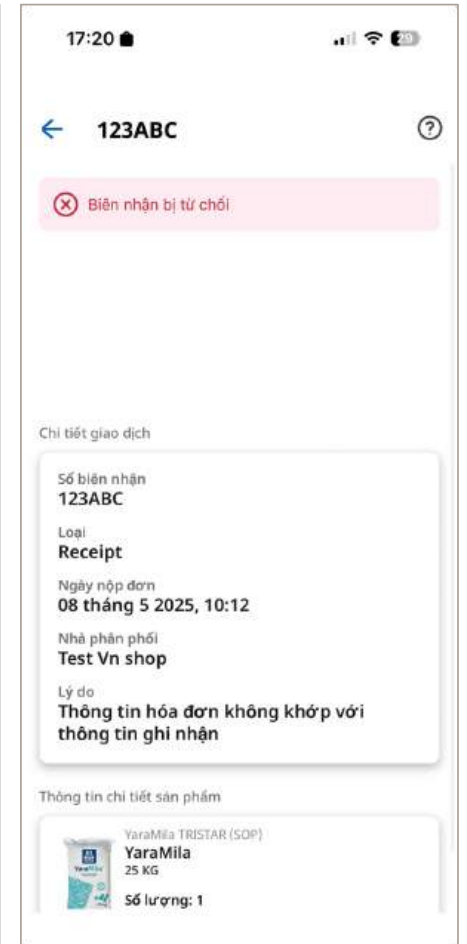 17:20
29
123ABC
Biên nhận bị từ chối
Chi tiết giao dịch
Số biên nhận
123ABC
Loại
Receipt
Ngày nộp đơn
08 tháng 5 2025, 10:12
Nhà phân phối
Test Vn shop
Lý do
Thông tin hóa đơn không khớp với
thông tin ghi nhận
Thông tin chi tiết sản phẩm
YaraMila TRISTAR (SOP)
YaraMila
25 KG
Số lượng: 1